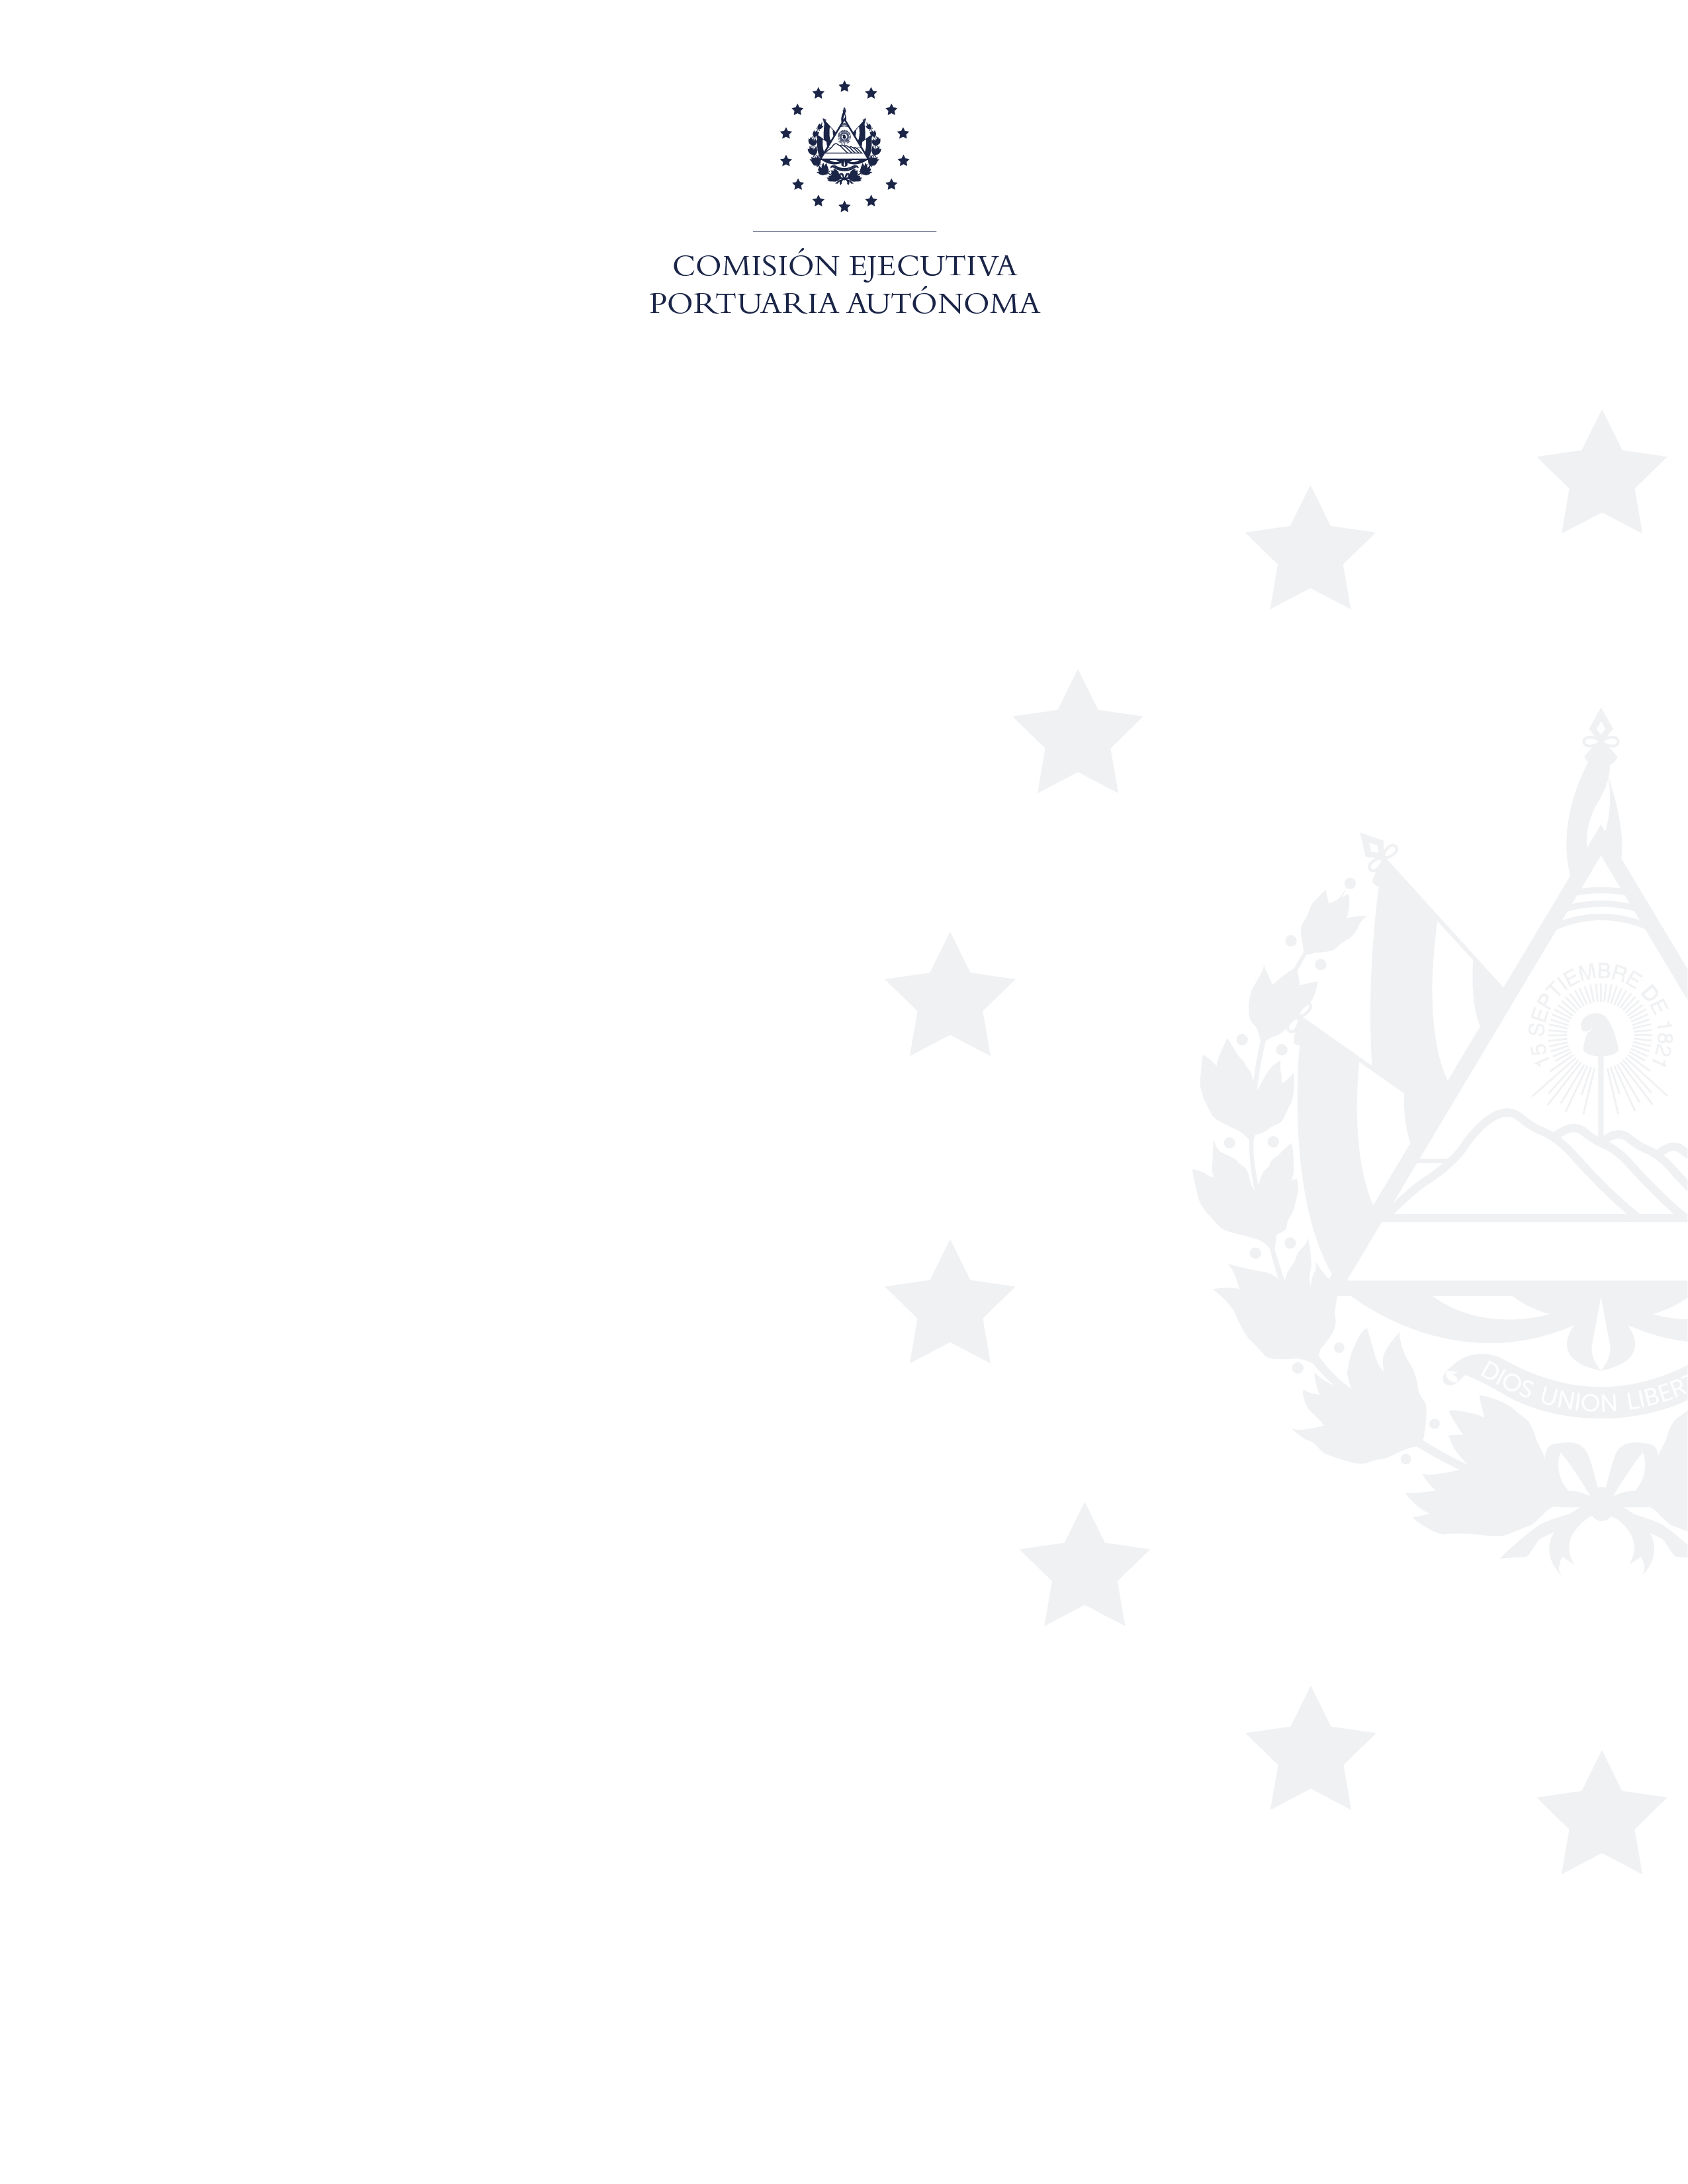 COMISIÓN EJECUTIVA
PORTUARIA AUTÓNOMA
15 SEPTIEMBRE DE 1821
DIOS UNION LIBERT